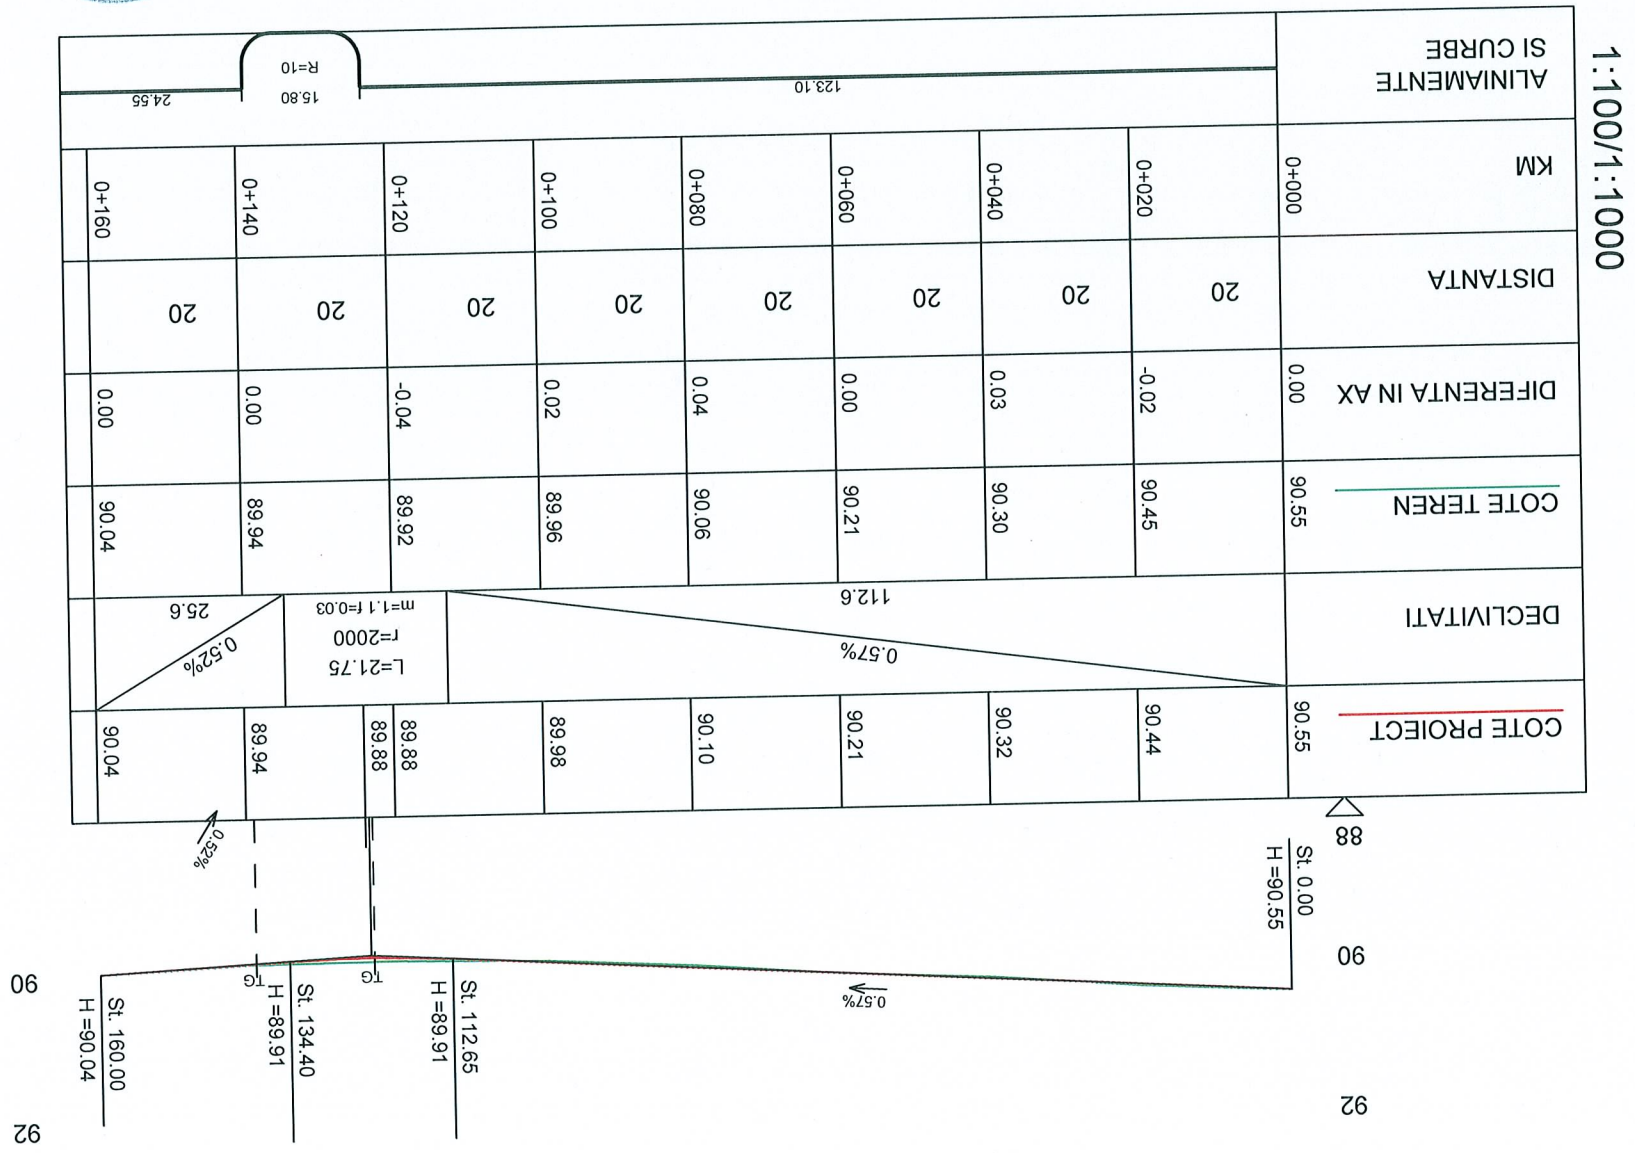 92
92
St. 0.00
H =90.55
St. 112.65
H =89.91
St. 134.40
H =89.91
St. 160.00
H =90.04
0.57%
TG
TG
90
90
0.52%
88
COTE PROIECT
90.55
90.44
90.32
90.21
90.10
89.98
89.88
89.88
89.94
90.04
DECLIVITATI
0.57%
112.6
L=21.75
r=2000
m=1.1 f=0.03
0.52%
25.6
COTE TEREN
90.55
90.45
90.30
90.21
90.06
89.96
89.92
89.94
90.04
DIFERENTA IN AX
0.00
-0.02
0.03
0.00
0.04
0.02
-0.04
0.00
0.00
DISTANTA
20
20
20
20
20
20
20
20
KM
0+000
0+020
0+040
0+060
0+080
0+100
0+120
0+140
0+160
ALINIAMENTE
SI CURBE
123.10
15.80
R=10
24.55
1:100/1:1000